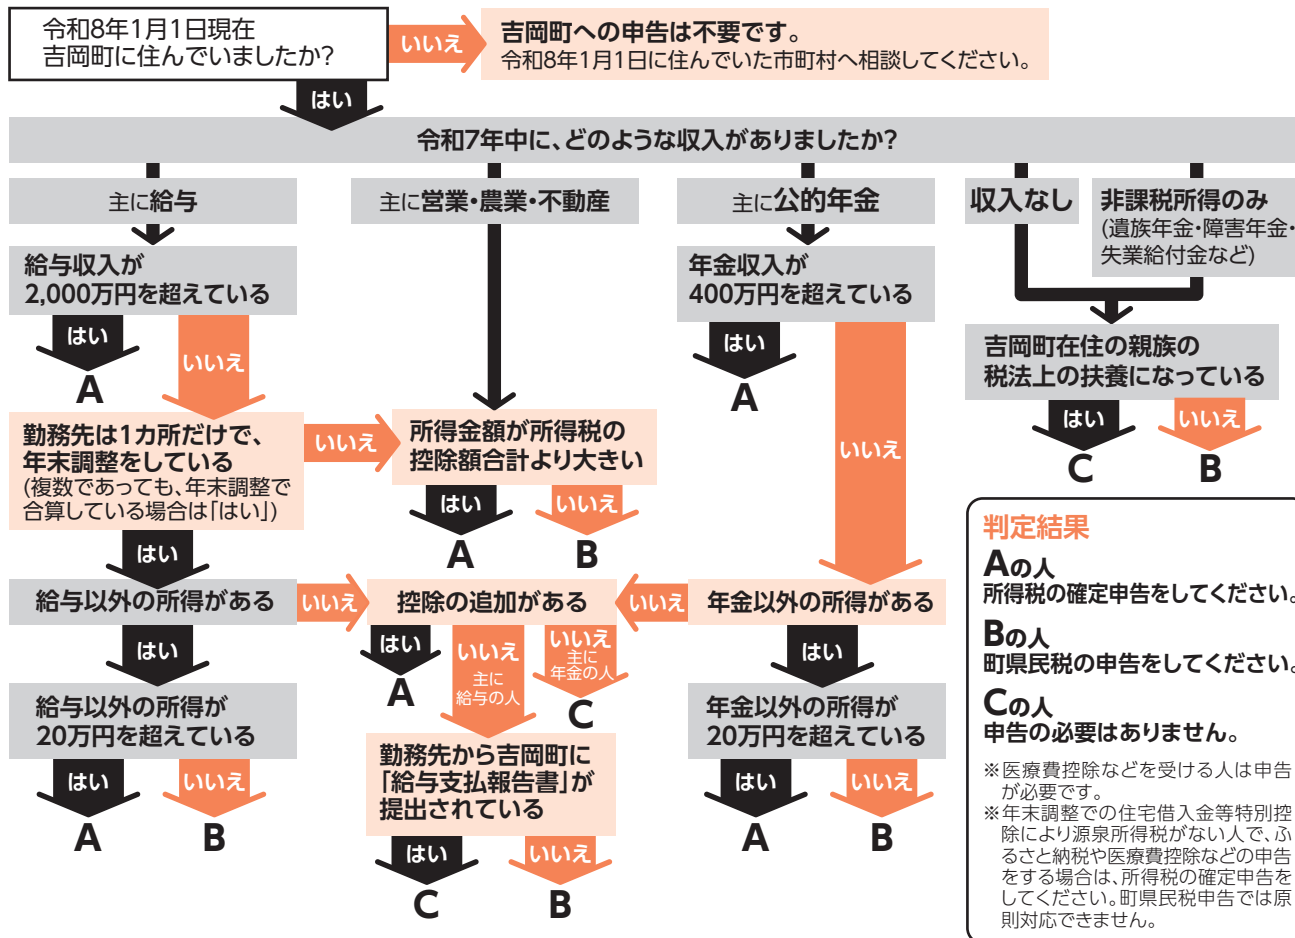 令和8年1月1日現在
吉岡町に住んでいましたか?
いいえ
吉岡町への申告は不要です。
令和8年1月1日に住んでいた市町村へ相談してください。
はい
令和7年中に、どのような収入がありましたか?
主に給与
主に営業・農業・不動産
主に公的年金
収入なし
非課税所得のみ
(遺族年金・障害年金・
失業給付金など)
給与収入が
2,000万円を超えている
年金収入が
400万円を超えている
はい
A
いいえ
はい
A
いいえ
吉岡町在住の親族の
税法上の扶養になっている
はい
C
いいえ
B
勤務先は1カ所だけで、
年末調整をしている
(複数であっても、年末調整で
合算している場合は「はい」)
いいえ
所得金額が所得税の
控除額合計より大きい
はい
A
いいえ
B
はい
給与以外の所得がある
いいえ
控除の追加がある
いいえ
年金以外の所得がある
はい
はい
A
いいえ
主に
給与の人
いいえ
主に
年金の人
C
はい
給与以外の所得が
20万円を超えている
はい
A
いいえ
B
勤務先から吉岡町に
「給与支払報告書」が
提出されている
はい
C
いいえ
B
年金以外の所得が
20万円を超えている
はい
A
いいえ
B
判定結果
Aの人
所得税の確定申告をしてください。
Bの人
町県民税の申告をしてください。
Cの人
申告の必要はありません。
※医療費控除などを受ける人は申告
が必要です。
※年末調整での住宅借入金等特別控
除により源泉所得税がない人で、ふ
るさと納税や医療費控除などの申告
をする場合は、所得税の確定申告を
してください。町県民税申告では原
則対応できません。